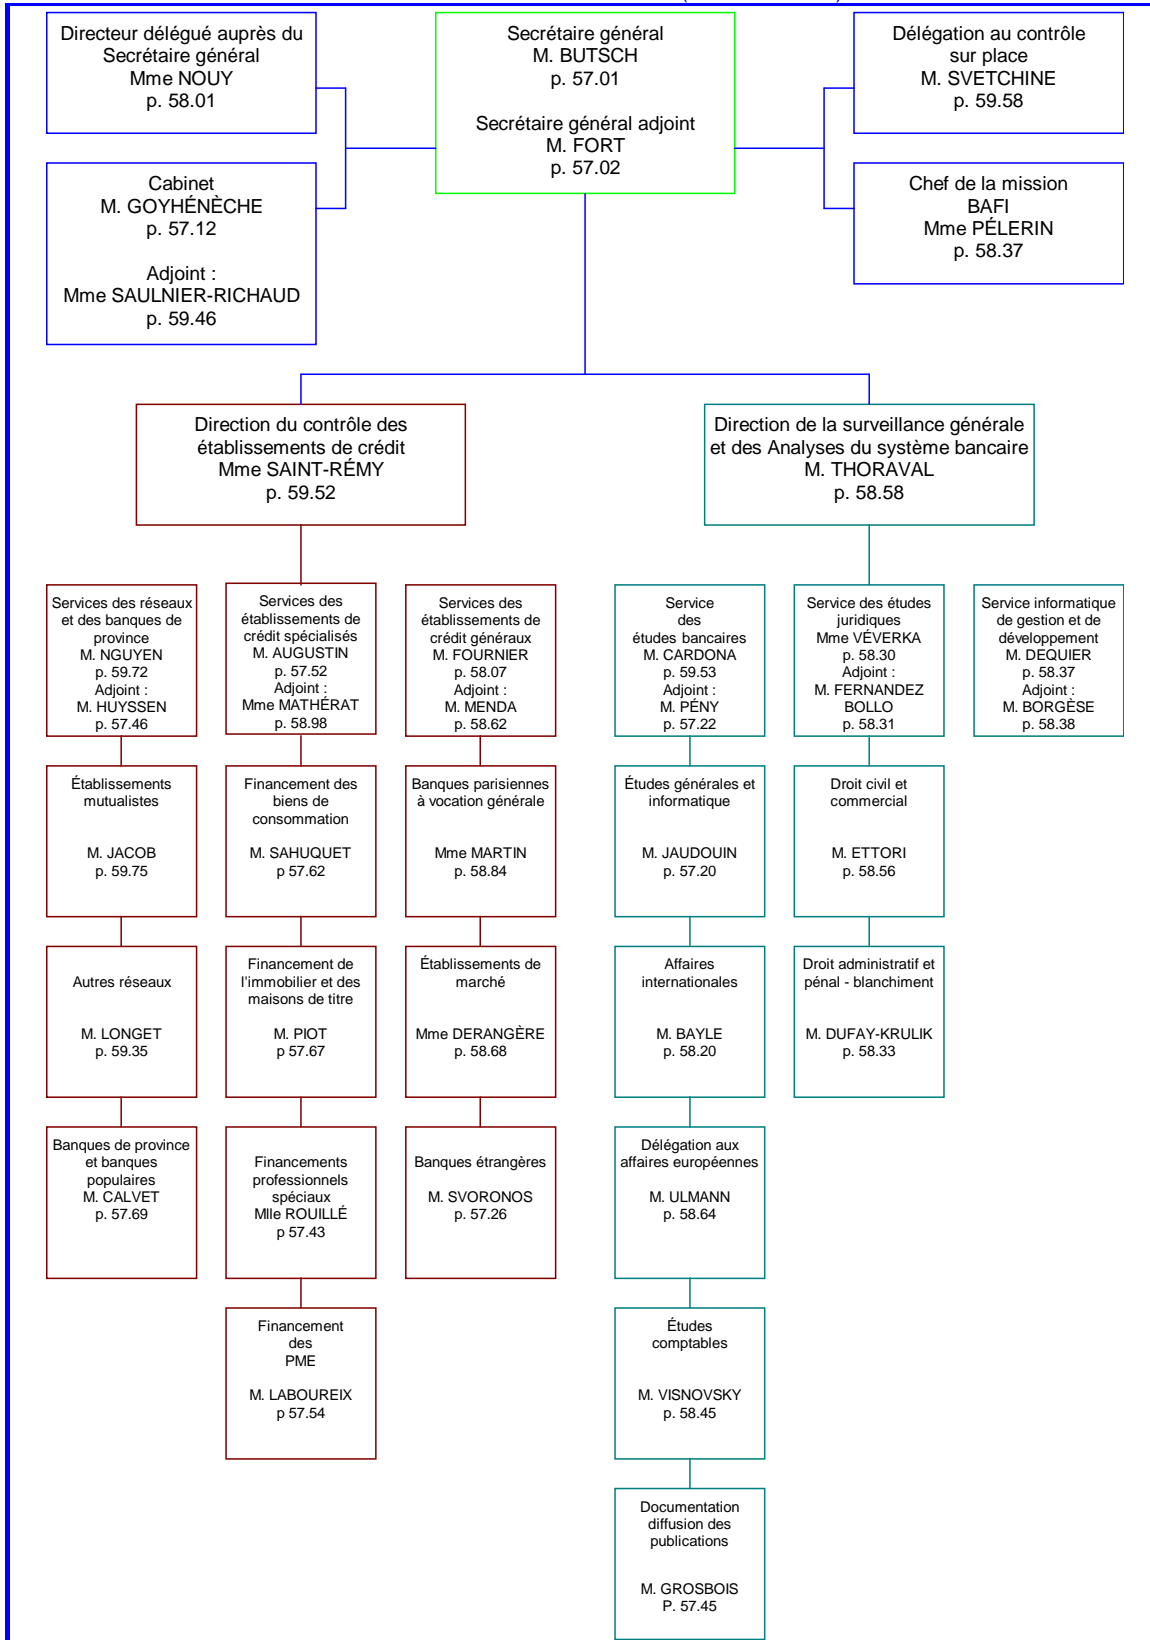 Directeur délégué auprès du
Secrétaire général
Mme NOUY
p. 58.01
Secrétaire général
M. BUTSCH
p. 57.01
Secrétaire général adjoint
M. FORT
p. 57.02
Délégation au contrôle
sur place
M. SVETCHINE
p. 59.58
Cabinet
M. GOYHÉNÈCHE
p. 57.12
Adjoint :
Mme SAULNIER-RICHAUD
p. 59.46
Chef de la mission
BAFI
Mme PÉLERIN
p. 58.37
Direction du contrôle des
établissements de crédit
Mme SAINT-RÉMY
p. 59.52
Direction de la surveillance générale
et des Analyses du système bancaire
M. THORAVAL
p. 58.58
Services des réseaux
et des banques de
province
M. NGUYEN
p. 59.72
Adjoint :
M. HUYSSEN
p. 57.46
Services des
établissements de
crédit spécialisés
M. AUGUSTIN
p. 57.52
Adjoint :
Mme MATHÉRAT
p. 58.98
Services des
établissements de
crédit généraux
M. FOURNIER
p. 58.07
Adjoint :
M. MENDA
p. 58.62
Service
des
études bancaires
M. CARDONA
p. 59.53
Adjoint :
M. PÉNY
p. 57.22
Service des études
juridiques
Mme VÉVERKA
p. 58.30
Adjoint :
M. FERNANDEZ
BOLLO
p. 58.31
Service informatique
de gestion et de
développement
M. DEQUIER
p. 58.37
Adjoint :
M. BORGÈSE
p. 58.38
Établissements
mutualistes
M. JACOB
p. 59.75
Financement des
biens de
consommation
M. SAHUQUET
p 57.62
Banques parisiennes
à vocation générale
Mme MARTIN
p. 58.84
Études générales et
informatique
M. JAUDOUIN
p. 57.20
Droit civil et
commercial
M. ETTORI
p. 58.56
Autres réseaux
M. LONGET
p. 59.35
Financement de
l'immobilier et des
maisons de titre
M. PIOT
p 57.67
Établissements de
marché
Mme DERANGÈRE
p. 58.68
Affaires
internationales
M. BAYLE
p. 58.20
Droit administratif et
pénal - blanchiment
M. DUFAY-KRULIK
p. 58.33
Banques de province
et banques
populaires
M. CALVET
p. 57.69
Financements
professionnels
spéciaux
Mlle ROUILLÉ
p 57.43
Banques étrangères
M. SVORONOS
p. 57.26
Délégation aux
affaires européennes
M. ULMANN
p. 58.64
Financement
des
PME
M. LABOUREIX
p 57.54
Études
comptables
M. VISNOVSKY
p. 58.45
Documentation
diffusion des
publications
M. GROSBOIS
P. 57.45